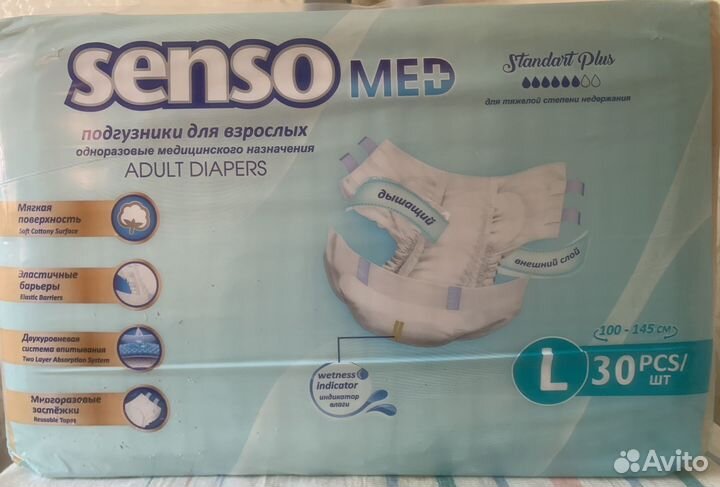 senso MED
Standart Plus
для тяжелой степени недержания
подгузники для взрослых
одноразовые медицинского назначения
ADULT DIAPERS
Мягкая
поверхность
Soft Cottony Surface
дышащий
внешний слой
Эластичные
барьеры
Elastic Barriers
Двухуровневая
система впитывания
Two Layer Absorption System
Многоразовые
застёжки
Reusable Tapes
wetness
indicator
индикатор
влаги
100 - 145 см
L 30 PCS/
шт
Avito